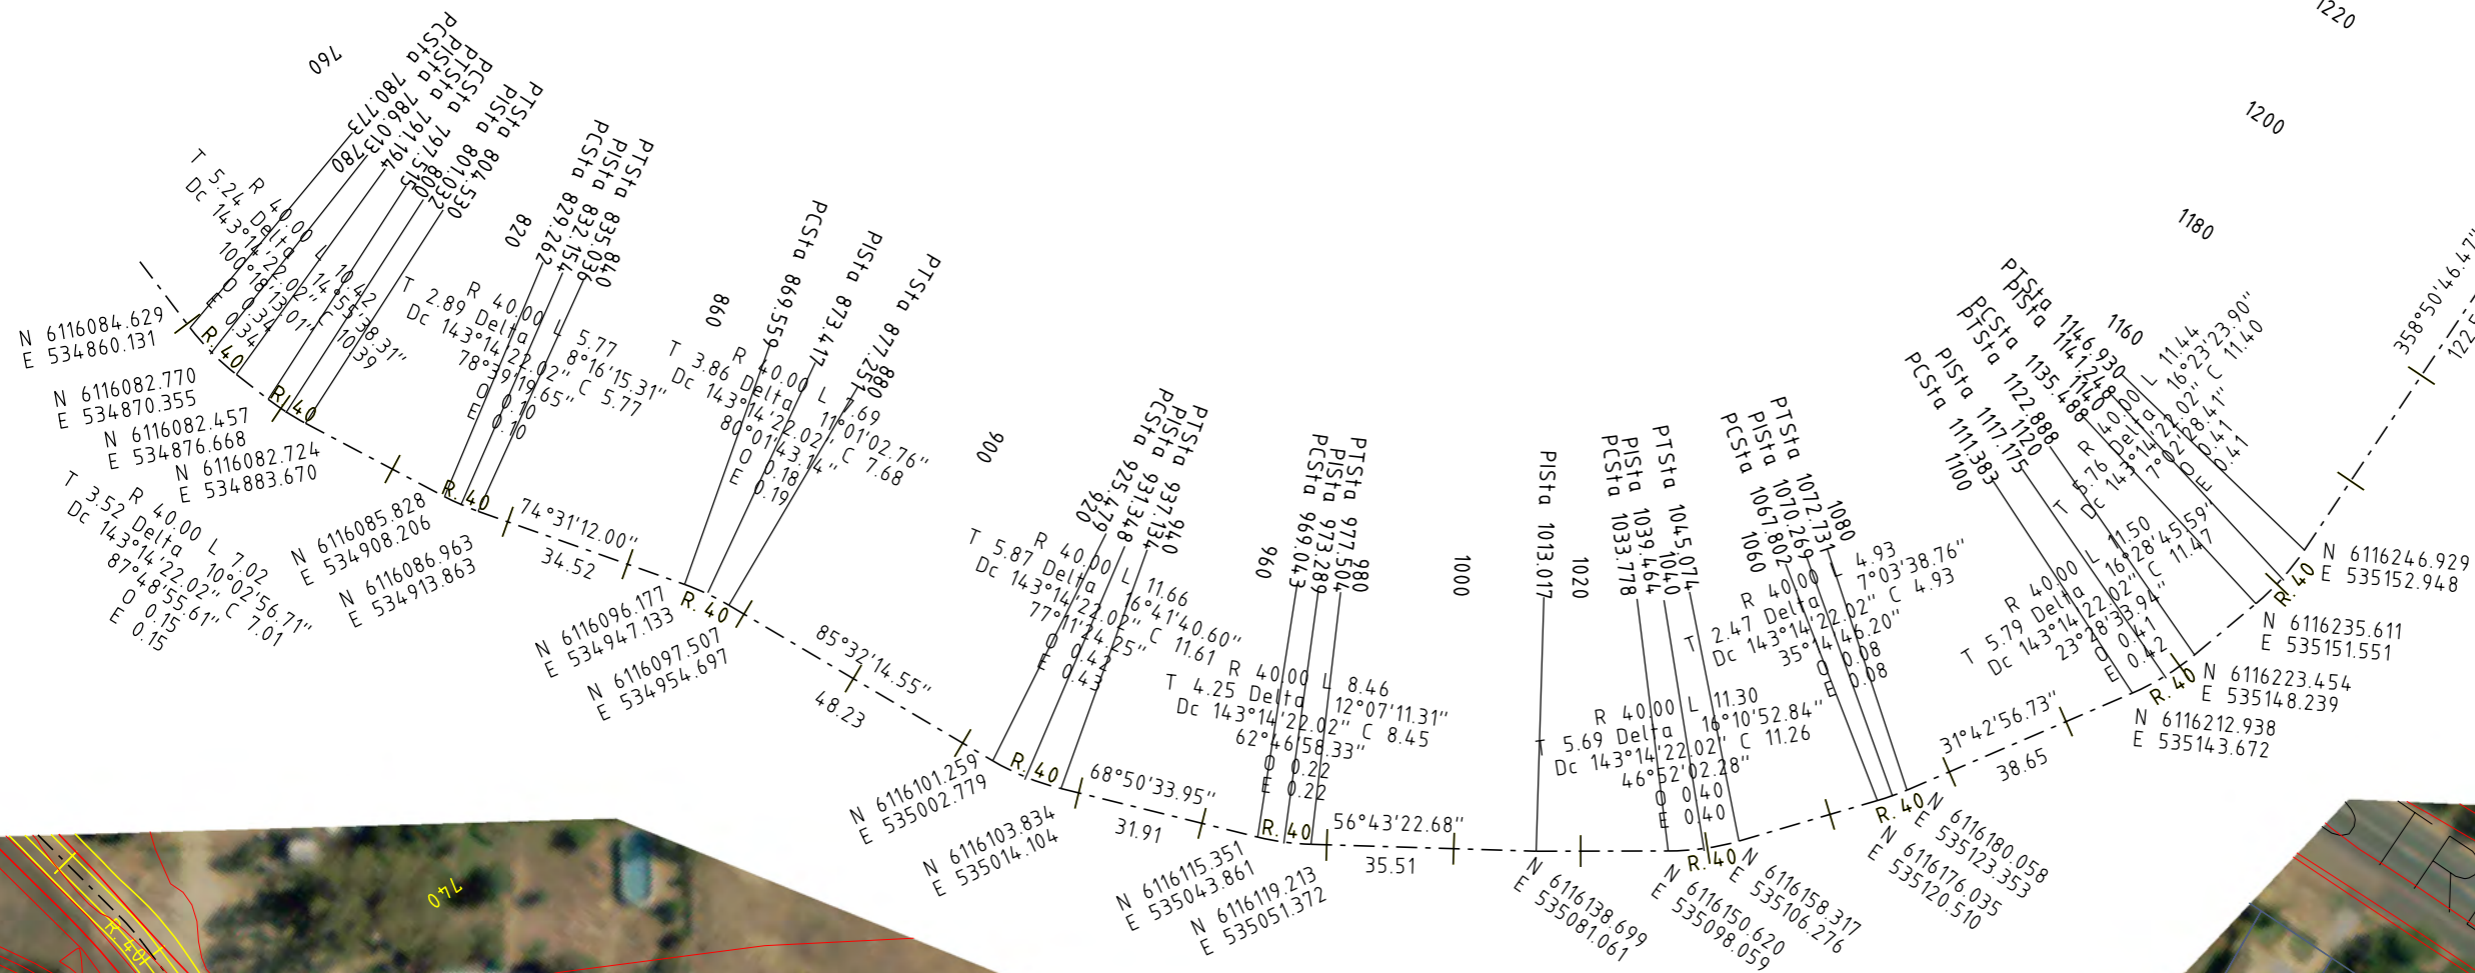 760
780
820
860
900
920
940
960
980
1000
1020
1040
1060
1080
1100
1120
1140
1160
1180
1200
1220
PCSta 780.773
PISta 786.013
PTSta 791.194
PCSta 797.515
PISta 801.032
PTSta 804.530
R 40.00 L 10.42
T 5.24 Delta 14°55'38.31"
Dc 143°14'22.02" C 10.39
100°18'13.01"
O 0.34
E 0.34
N 6116084.629
E 534860.131
R.40
N 6116082.770
E 534870.355
N 6116082.457
E 534876.668
R.40
N 6116082.724
E 534883.670
R 40.00 L 7.02
T 3.52 Delta 10°02'56.71"
Dc 143°14'22.02" C 7.01
87°48'55.61"
O 0.15
E 0.15
PCSta 829.262
PISta 832.154
PTSta 835.036
840
R 40.00 L 5.77
T 2.89 Delta 8°16'15.31"
Dc 143°14'22.02" C 5.77
78°39'19.65"
O 0.10
E 0.10
N 6116085.828
E 534908.206
R.40
N 6116086.963
E 534913.863
74°31'12.00"
34.52
PCSta 869.559
PISta 873.417
PTSta 877.251
880
R 40.00 L 7.69
T 3.86 Delta 11°01'02.76"
Dc 143°14'22.02" C 7.68
80°01'43.14"
O 0.18
E 0.19
N 6116096.177
E 534947.133
R.40
N 6116097.507
E 534954.697
85°32'14.55"
48.23
PCSta 925.479
PISta 931.348
PTSta 937.134
R 40.00 L 11.66
T 5.87 Delta 16°41'40.60"
Dc 143°14'22.02" C 11.61
77°11'24.25"
O 0.42
E 0.43
N 6116101.259
E 535002.779
R.40
N 6116103.834
E 535014.104
68°50'33.95"
31.91
PCSta 969.043
PISta 973.289
PTSta 977.504
R 40.00 L 8.46
T 4.25 Delta 12°07'11.31"
Dc 143°14'22.02" C 8.45
62°46'58.33"
O 0.22
E 0.22
N 6116115.351
E 535043.861
R.40
N 6116119.213
E 535051.372
56°43'22.68"
35.51
PISta 1013.017
N 6116138.699
E 535081.061
PCSta 1033.778
PISta 1039.464
PTSta 1045.074
R 40.00 L 11.30
T 5.69 Delta 16°10'52.84"
Dc 143°14'22.02" C 11.26
46°52'02.28"
O 0.40
E 0.40
N 6116150.620
E 535098.059
R.40
N 6116158.317
E 535106.276
PCSta 1067.802
PISta 1070.269
PTSta 1072.731
R 40.00 L 4.93
T 2.47 Delta 7°03'38.76"
Dc 143°14'22.02" C 4.93
35°14'46.20"
O 0.08
E 0.08
N 6116176.035
E 535120.510
R.40
N 6116180.058
E 535123.353
31°42'56.73"
38.65
PCSta 1111.383
PISta 1117.175
PTSta 1122.888
R 40.00 L 11.50
T 5.79 Delta 16°28'45.59"
Dc 143°14'22.02" C 11.47
23°28'33.94"
O 0.41
E 0.42
N 6116212.938
E 535143.672
R.40
N 6116223.454
E 535148.239
PCSta 1135.488
PISta 1141.248
PTSta 1146.930
R 40.00 L 11.44
T 5.76 Delta 16°23'23.90"
Dc 143°14'22.02" C 11.40
7°02'28.41"
O 0.41
E 0.41
N 6116235.611
E 535151.551
R.40
N 6116246.929
E 535152.948
358°50'46.47"
740
R.40